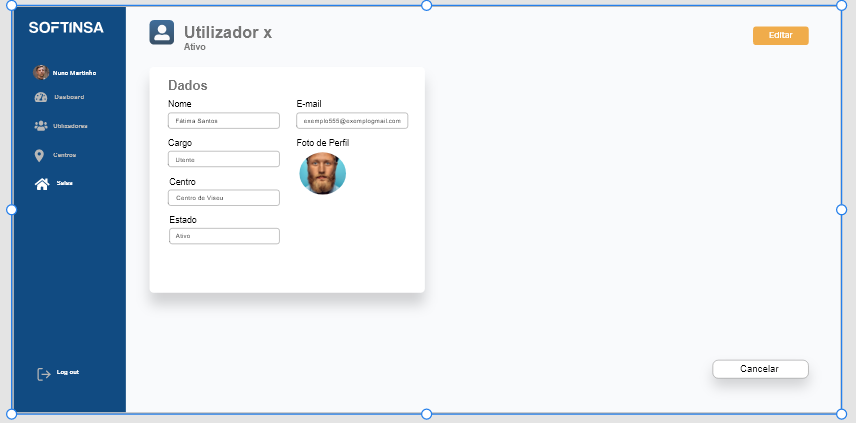 SOFTINSA
Nuno Martinho
Dasboard
Utilizadores
Centros
Salas
Log out
Utilizador x
Ativo
Editar
Dados
Nome
Fátima Santos
E-mail
exemplo555@exemplogmail.com
Cargo
Utente
Foto de Perfil
Centro
Centro de Viseu
Estado
Ativo
Cancelar